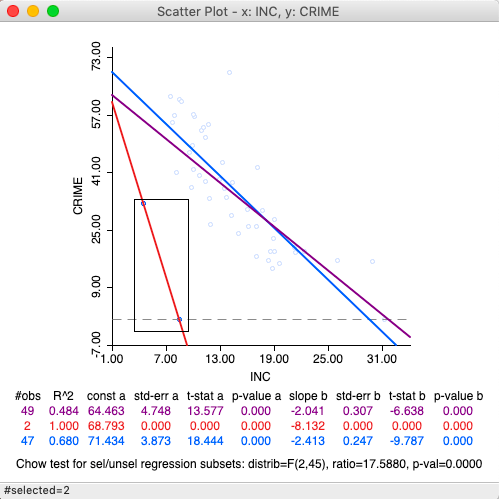 Scatter Plot - x: INC, y: CRIME
73.00
57.00
41.00
25.00
9.00
-7.00
CRIME
-1.00 7.00 13.00 19.00 25.00 31.00
INC
#obs R^2 const a std-err a t-stat a p-value a slope b std-err b t-stat b p-value b
49 0.484 64.463 4.748 13.577 0.000 -2.041 0.307 -6.638 0.000
2 1.000 68.793 0.000 0.000 0.000 -8.132 0.000 0.000 0.000
47 0.680 71.434 3.873 18.444 0.000 -2.413 0.247 -9.787 0.000
Chow test for sel/unsel regression subsets: distrib=F(2,45), ratio=17.5880, p-val=0.0000
#selected=2